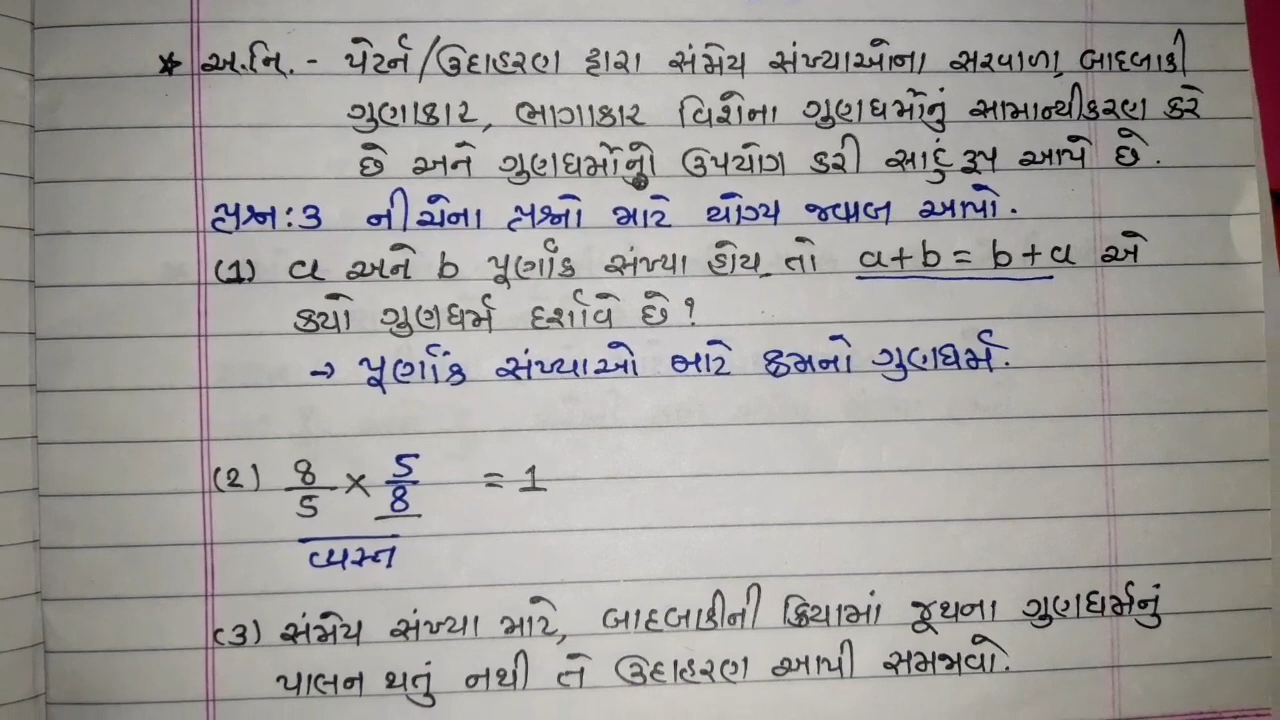 * અ.નિ. - પેટર્ન/ઉદાહરણ દ્વારા સંમેય સંખ્યાઓના સરવાળા, બાદબાકી
ગુણાકાર, ભાગાકાર વિશેના ગુણધર્મોનું સામાન્યીકરણ કરે
છે અને ગુણધર્મોનો ઉપયોગ કરી સાદું રૂપ આપે છે.
પ્રશ્ન:૩ નીચેના પ્રશ્નો માટે યોગ્ય જવાબ આપો.
(1) a અને b પૂર્ણાંક સંખ્યા હોય તો a+b = b+a એ
કયો ગુણધર્મ દર્શાવે છે?
→ પૂર્ણાંક સંખ્યાઓ માટે ક્રમનો ગુણધર્મ.
(2) 8/5 × 5/8 = 1
વ્યસ્ત
(3) સંમેય સંખ્યા માટે, બાદબાકીની ક્રિયામાં જૂથના ગુણધર્મનું
પાલન થતું નથી તે ઉદાહરણ આપી સમજાવો.